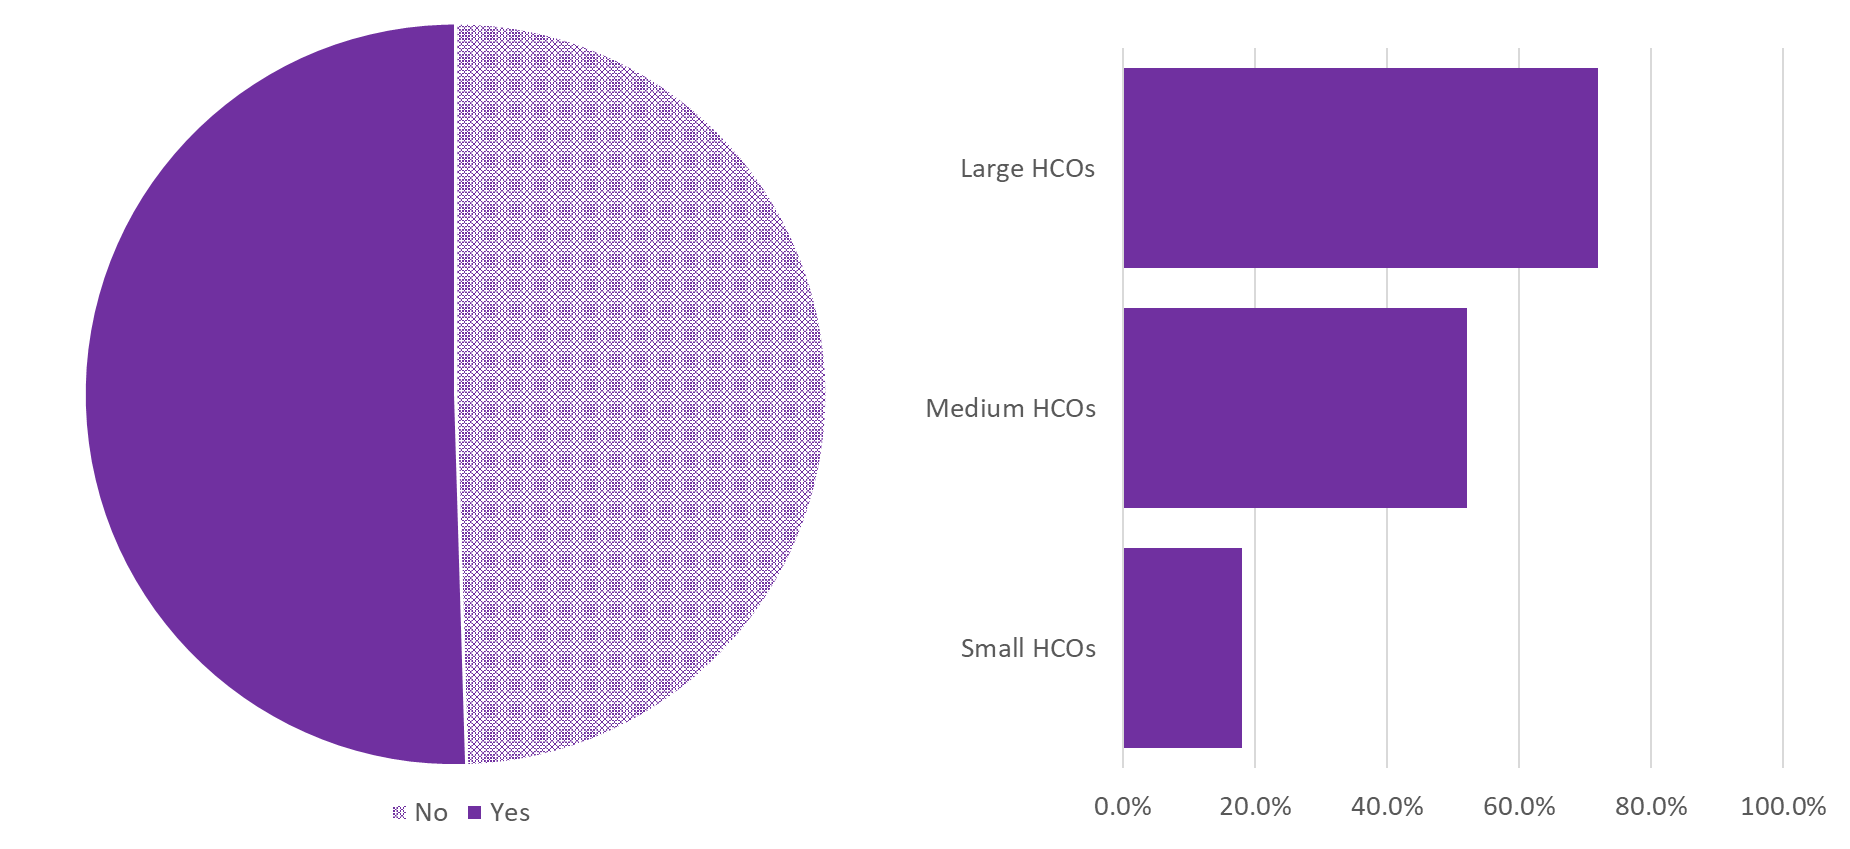 No Yes
Large HCOs
Medium HCOs
Small HCOs
0.0% 20.0% 40.0% 60.0% 80.0% 100.0%